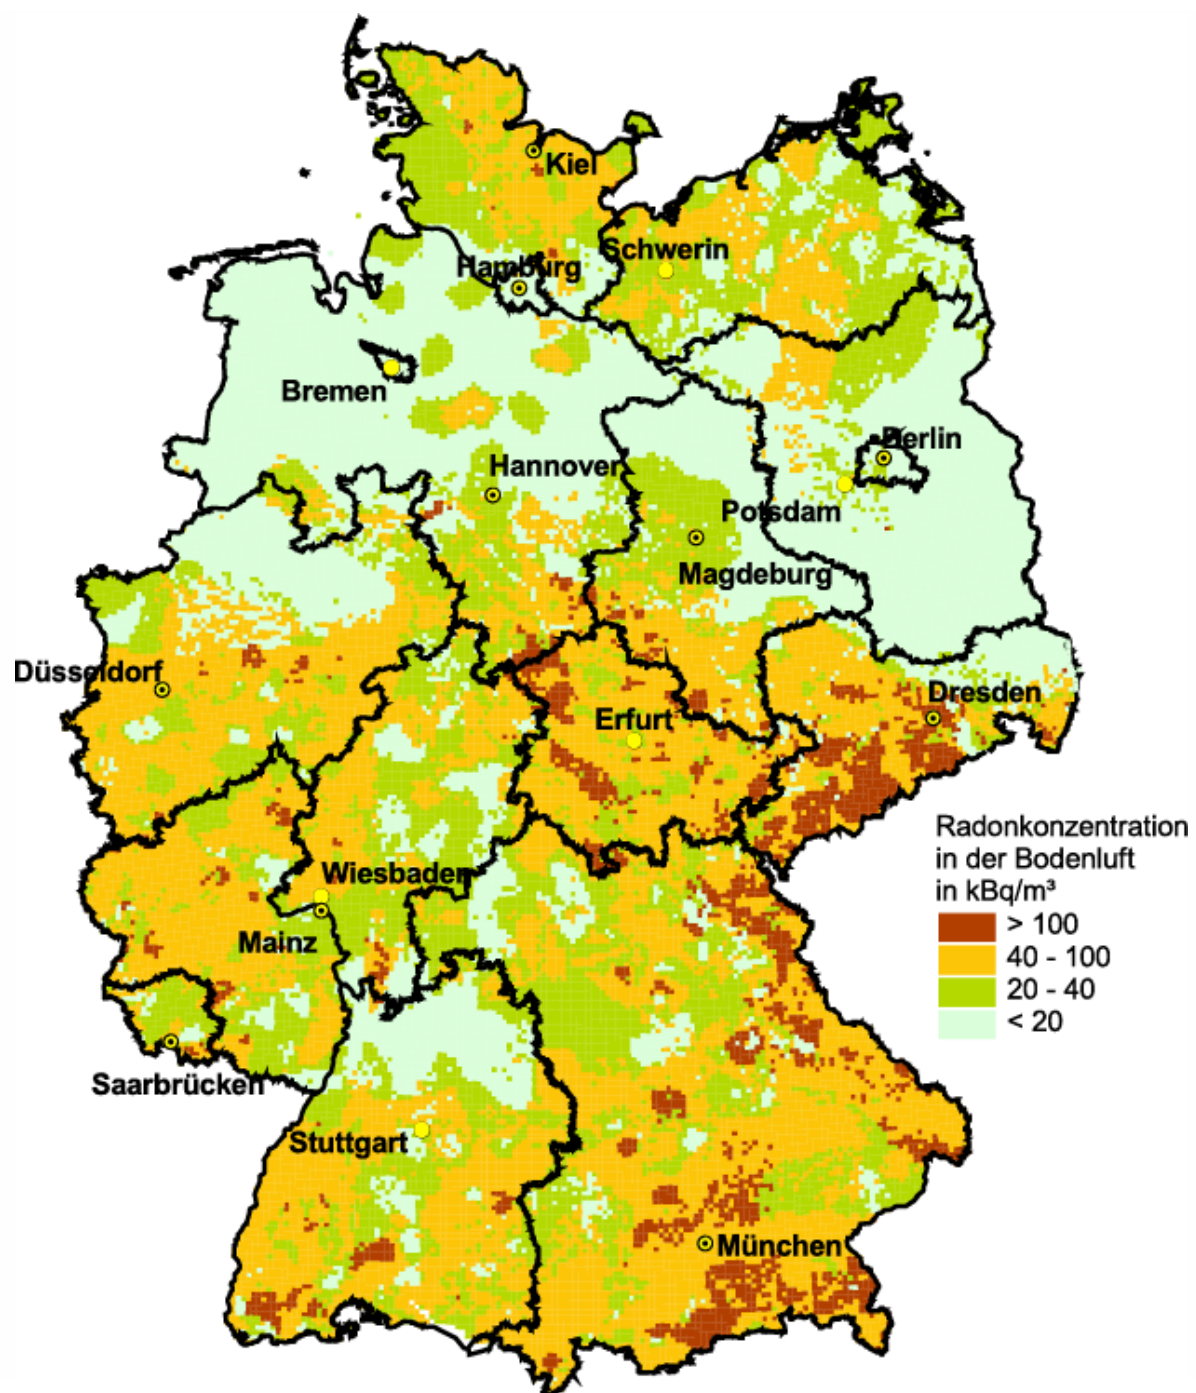 Kiel
Schwerin
Hamburg
Bremen
Berlin
Hannover
Potsdam
Magdeburg
Düsseldorf
Dresden
Erfurt
Radonkonzentration
in der Bodenluft
in kBq/m³
> 100
40 - 100
20 - 40
< 20
Wiesbaden
Mainz
Saarbrücken
Stuttgart
München